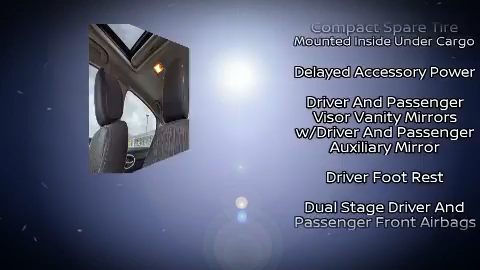 Compact Spare Tire
Mounted Inside Under Cargo
Delayed Accessory Power
Driver And Passenger
Visor Vanity Mirrors
w/Driver And Passenger
Auxiliary Mirror
Driver Foot Rest
Dual Stage Driver And
Passenger Front Airbags